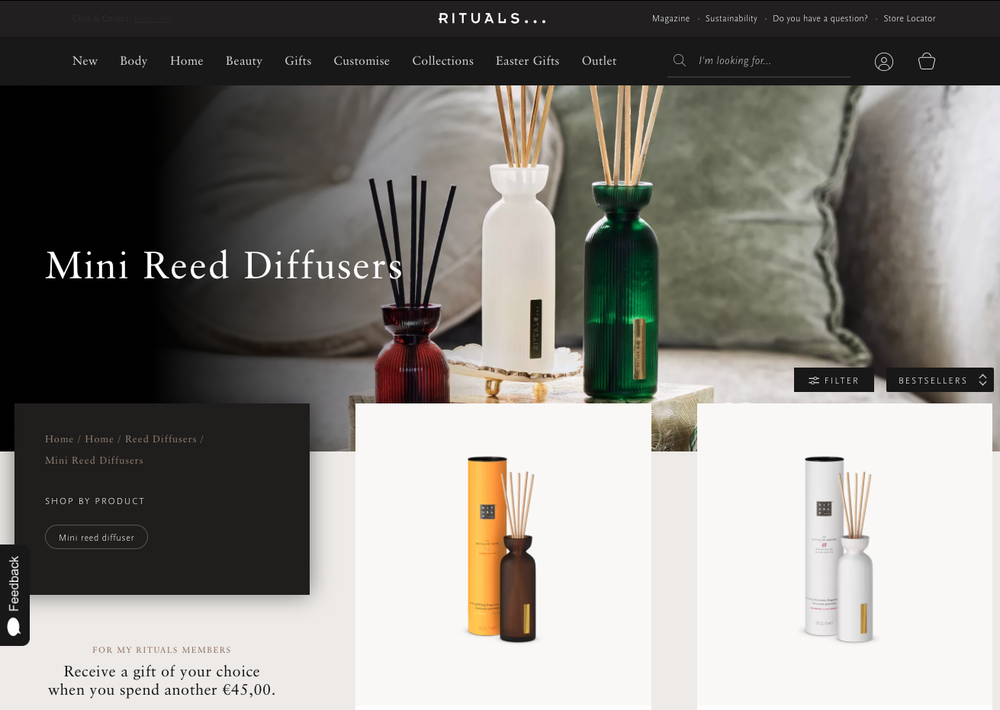 Click & Collect
RITUALS...
Magazine
Sustainability
Do you have a question?
Store Locator
New
Body
Home
Beauty
Gifts
Customise
Collections
Easter Gifts
Outlet
I'm looking for...
Mini Reed Diffusers
RITUALS...
FILTER
BESTSELLERS
Home / Home / Reed Diffusers /
Mini Reed Diffusers
SHOP BY PRODUCT
Mini reed diffuser
Feedback
FOR MY RITUALS MEMBERS
Receive a gift of your choice
when you spend another €45,00.